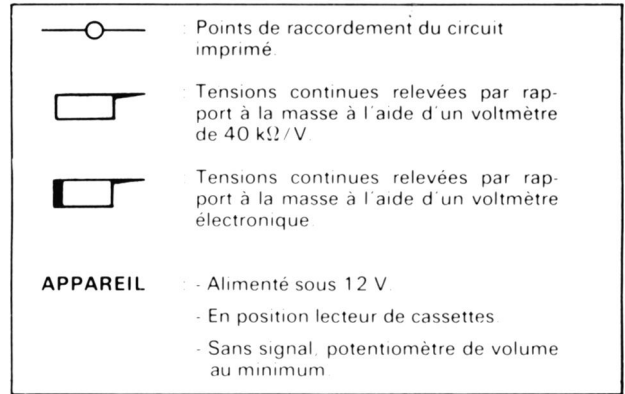 : Points de raccordement du circuit
imprimé.
: Tensions continues relevées par rap-
port à la masse à l'aide d'un voltmètre
de 40 kΩ/V.
: Tensions continues relevées par rap-
port à la masse à l'aide d'un voltmètre
électronique.
APPAREIL : - Alimenté sous 12 V.
- En position lecteur de cassettes.
- Sans signal, potentiomètre de volume
au minimum.